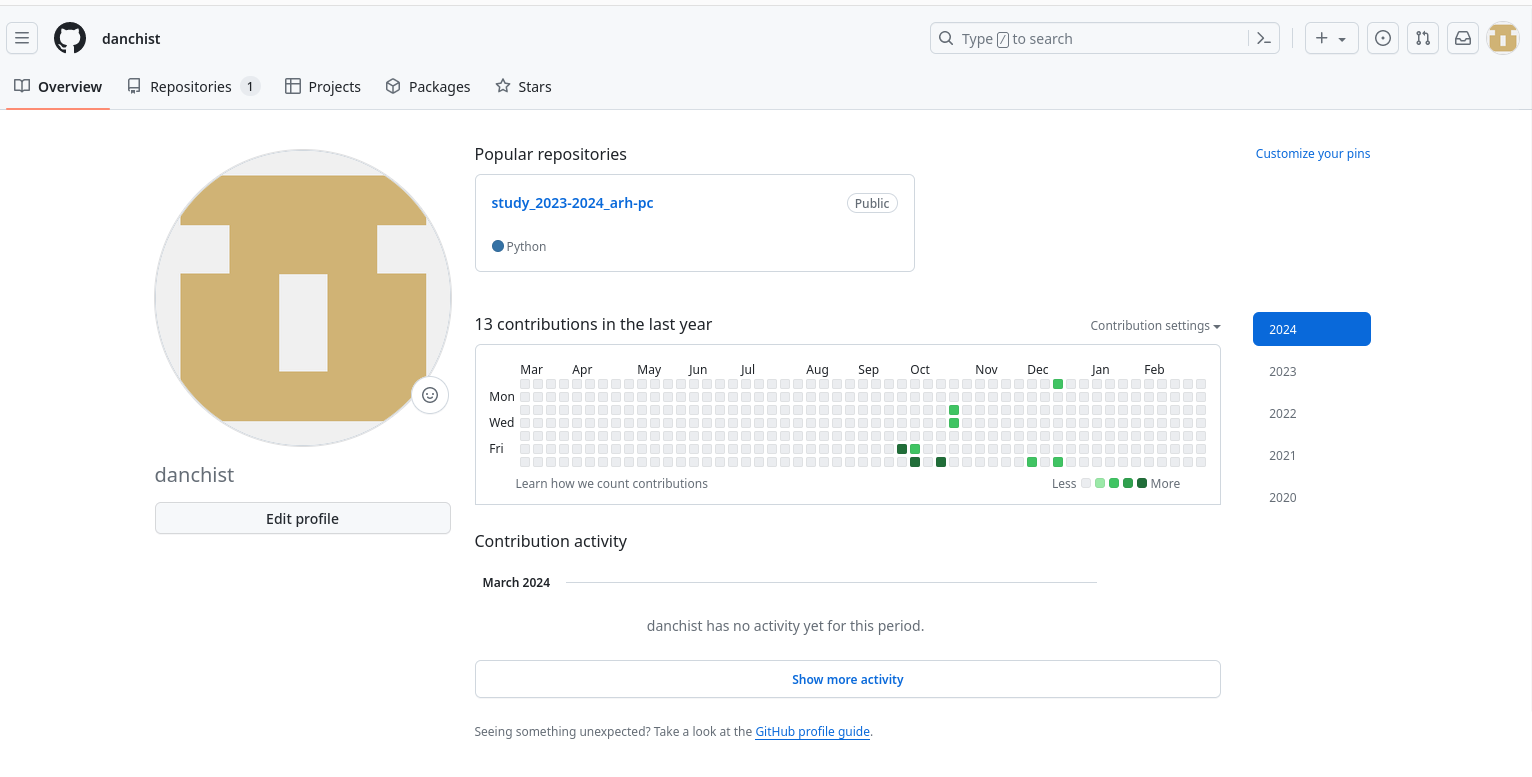 danchist
Type / to search
Overview Repositories 1 Projects Packages Stars
Popular repositories
Customize your pins
study_2023-2024_arh-pc Public
Python
13 contributions in the last year
Contribution settings
2024
2023
2022
2021
2020
Mar Apr May Jun Jul Aug Sep Oct Nov Dec Jan Feb
Mon
Wed
Fri
Learn how we count contributions
Less More
danchist
Edit profile
Contribution activity
March 2024
danchist has no activity yet for this period.
Show more activity
Seeing something unexpected? Take a look at the GitHub profile guide.